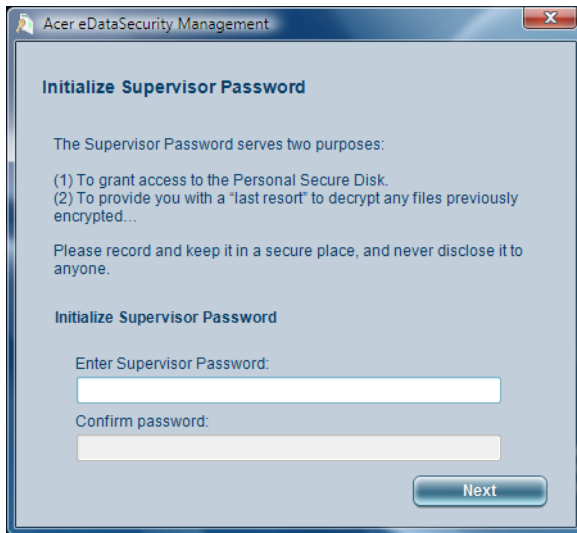 Acer eDataSecurity Management
Initialize Supervisor Password
The Supervisor Password serves two purposes:
(1) To grant access to the Personal Secure Disk.
(2) To provide you with a “last resort” to decrypt any files previously
encrypted...
Please record and keep it in a secure place, and never disclose it to
anyone.
Initialize Supervisor Password
Enter Supervisor Password:
Confirm password:
Next